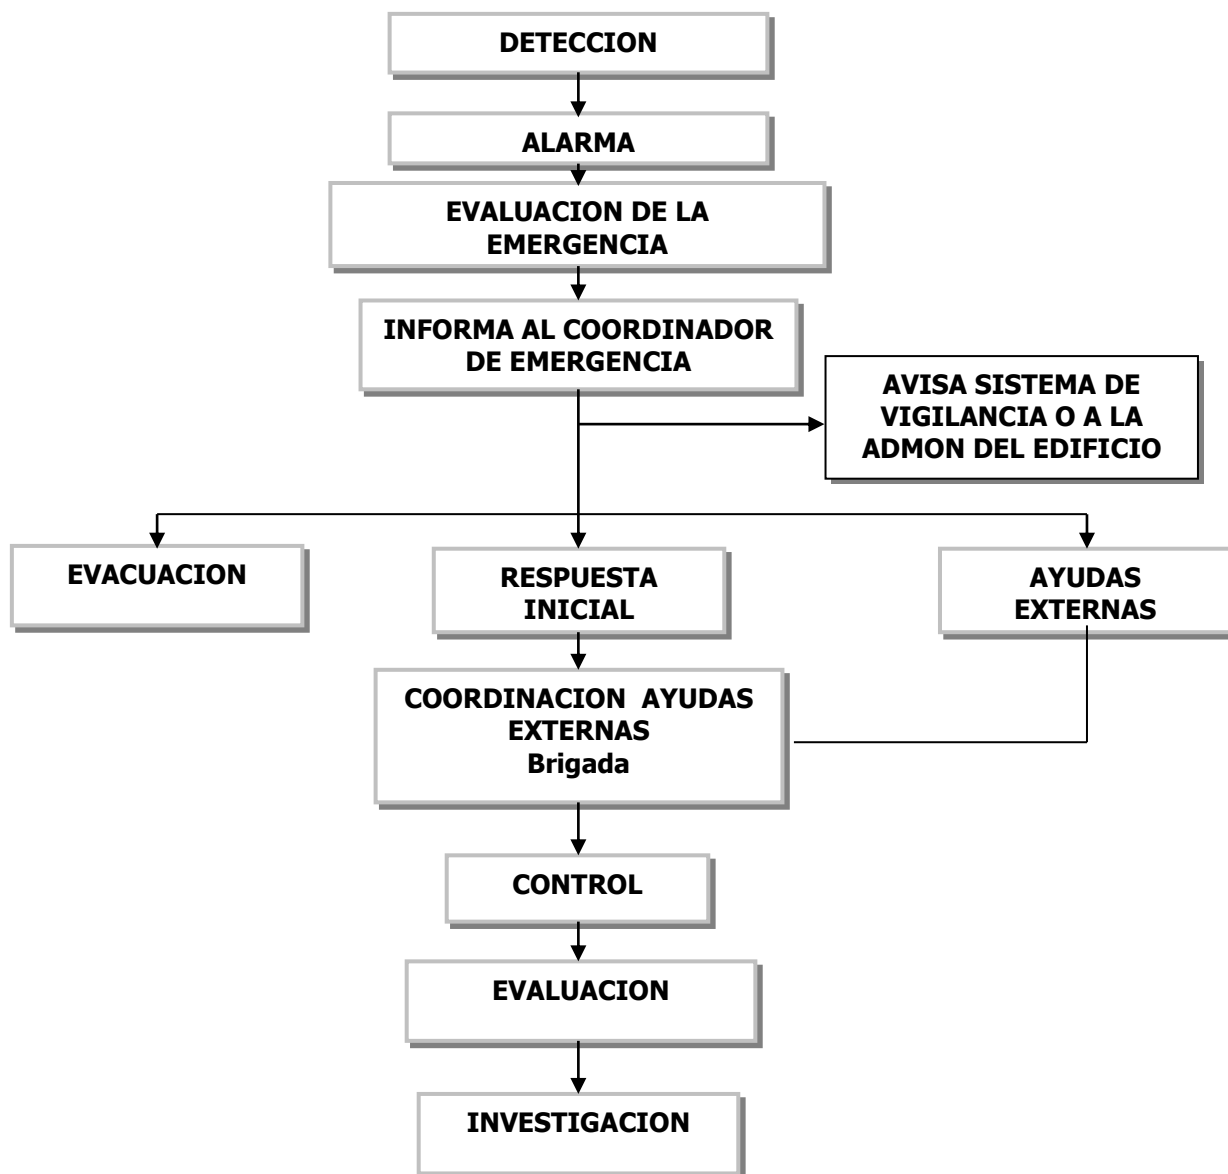 DETECCION
ALARMA
EVALUACION DE LA
EMERGENCIA
INFORMA AL COORDINADOR
DE EMERGENCIA
AVISA SISTEMA DE
VIGILANCIA O A LA
ADMON DEL EDIFICIO
EVACUACION
RESPUESTA
INICIAL
AYUDAS
EXTERNAS
COORDINACION  AYUDAS
EXTERNAS
Brigada
CONTROL
EVALUACION
INVESTIGACION